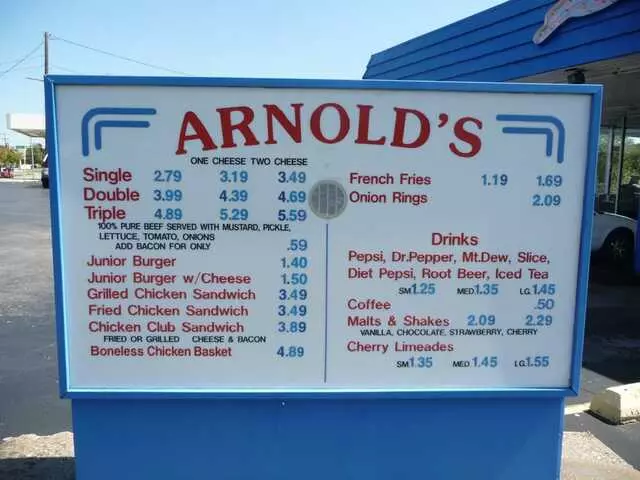 ARNOLD'S
ONE CHEESE TWO CHEESE
Single 2.79 3.19 3.49
Double 3.99 4.39 4.69
Triple 4.89 5.29 5.59
100% PURE BEEF SERVED WITH MUSTARD, PICKLE,
LETTUCE, TOMATO, ONIONS
ADD BACON FOR ONLY .59
Junior Burger 1.40
Junior Burger w/Cheese 1.50
Grilled Chicken Sandwich 3.49
Fried Chicken Sandwich 3.49
Chicken Club Sandwich 3.89
FRIED OR GRILLED CHEESE & BACON
Boneless Chicken Basket 4.89
French Fries 1.19 1.69
Onion Rings 2.09
Drinks
Pepsi, Dr.Pepper, Mt.Dew, Slice,
Diet Pepsi, Root Beer, Iced Tea
SM.1.25 MED.1.35 LG.1.45
Coffee .50
Malts & Shakes 2.09 2.29
VANILLA, CHOCOLATE, STRAWBERRY, CHERRY
Cherry Limeades
SM.1.35 MED.1.45 LG.1.55